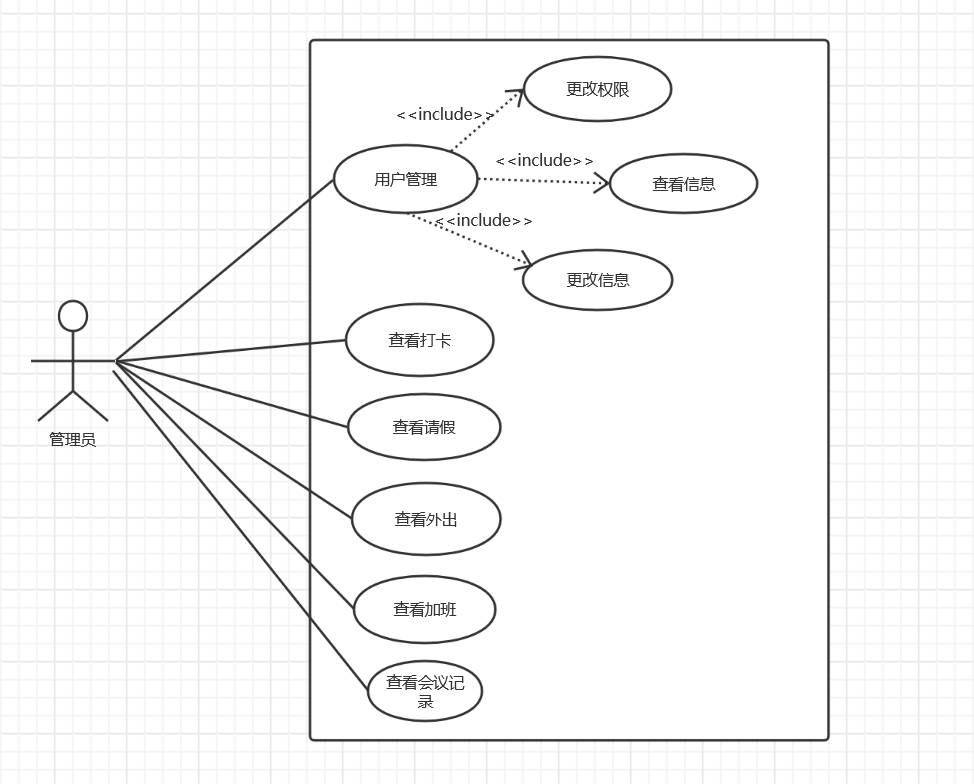 更改权限
<<include>>
<<include>>
用户管理
查看信息
<<include>>
更改信息
查看打卡
查看请假
管理员
查看外出
查看加班
查看会议记
录